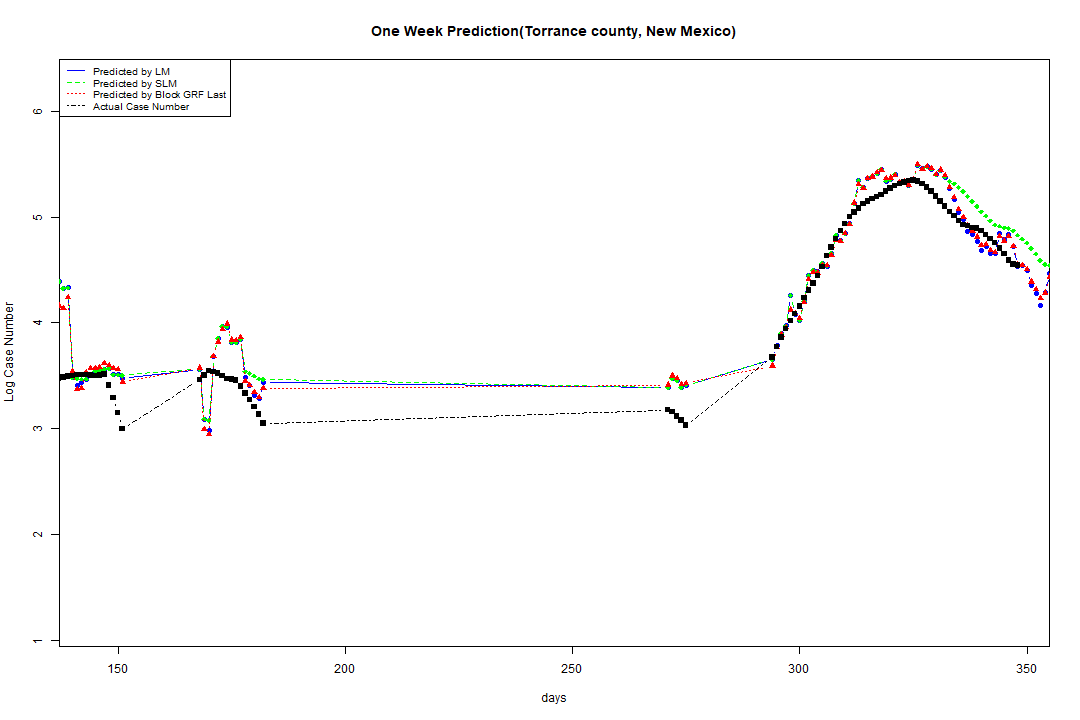 One Week Prediction(Torrance county, New Mexico)
Predicted by LM
Predicted by SLM
Predicted by Block GRF Last
Actual Case Number
6
5
4
3
2
1
Log Case Number
150 200 250 300 350
days